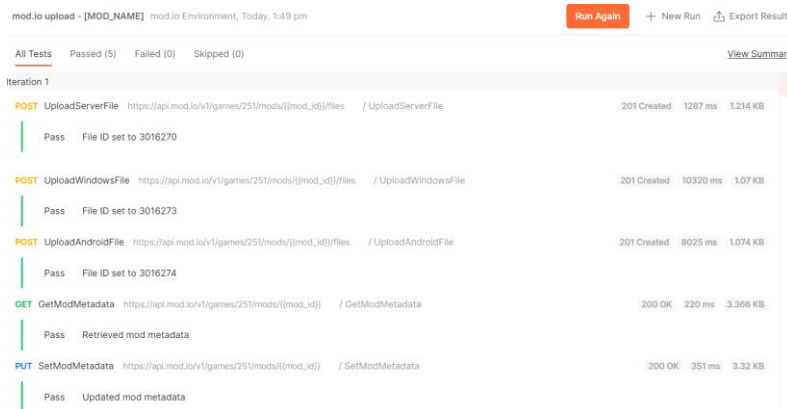 mod.io upload - [MOD_NAME] mod.io Environment, Today, 1:49 pm Run Again + New Run Export Result
All Tests Passed (5) Failed (0) Skipped (0) View Summar
Iteration 1
POST UploadServerFile https://api.mod.io/v1/games/251/mods/{{mod_id}}/files / UploadServerFile 201 Created 1287 ms 1.214 KB
Pass File ID set to 3016270
POST UploadWindowsFile https://api.mod.io/v1/games/251/mods/{{mod_id}}/files / UploadWindowsFile 201 Created 10320 ms 1.07 KB
Pass File ID set to 3016273
POST UploadAndroidFile https://api.mod.io/v1/games/251/mods/{{mod_id}}/files / UploadAndroidFile 201 Created 8025 ms 1.074 KB
Pass File ID set to 3016274
GET GetModMetadata https://api.mod.io/v1/games/251/mods/{{mod_id}} / GetModMetadata 200 OK 220 ms 3.366 KB
Pass Retrieved mod metadata
PUT SetModMetadata https://api.mod.io/v1/games/251/mods/{{mod_id}} / SetModMetadata 200 OK 351 ms 3.32 KB
Pass Updated mod metadata